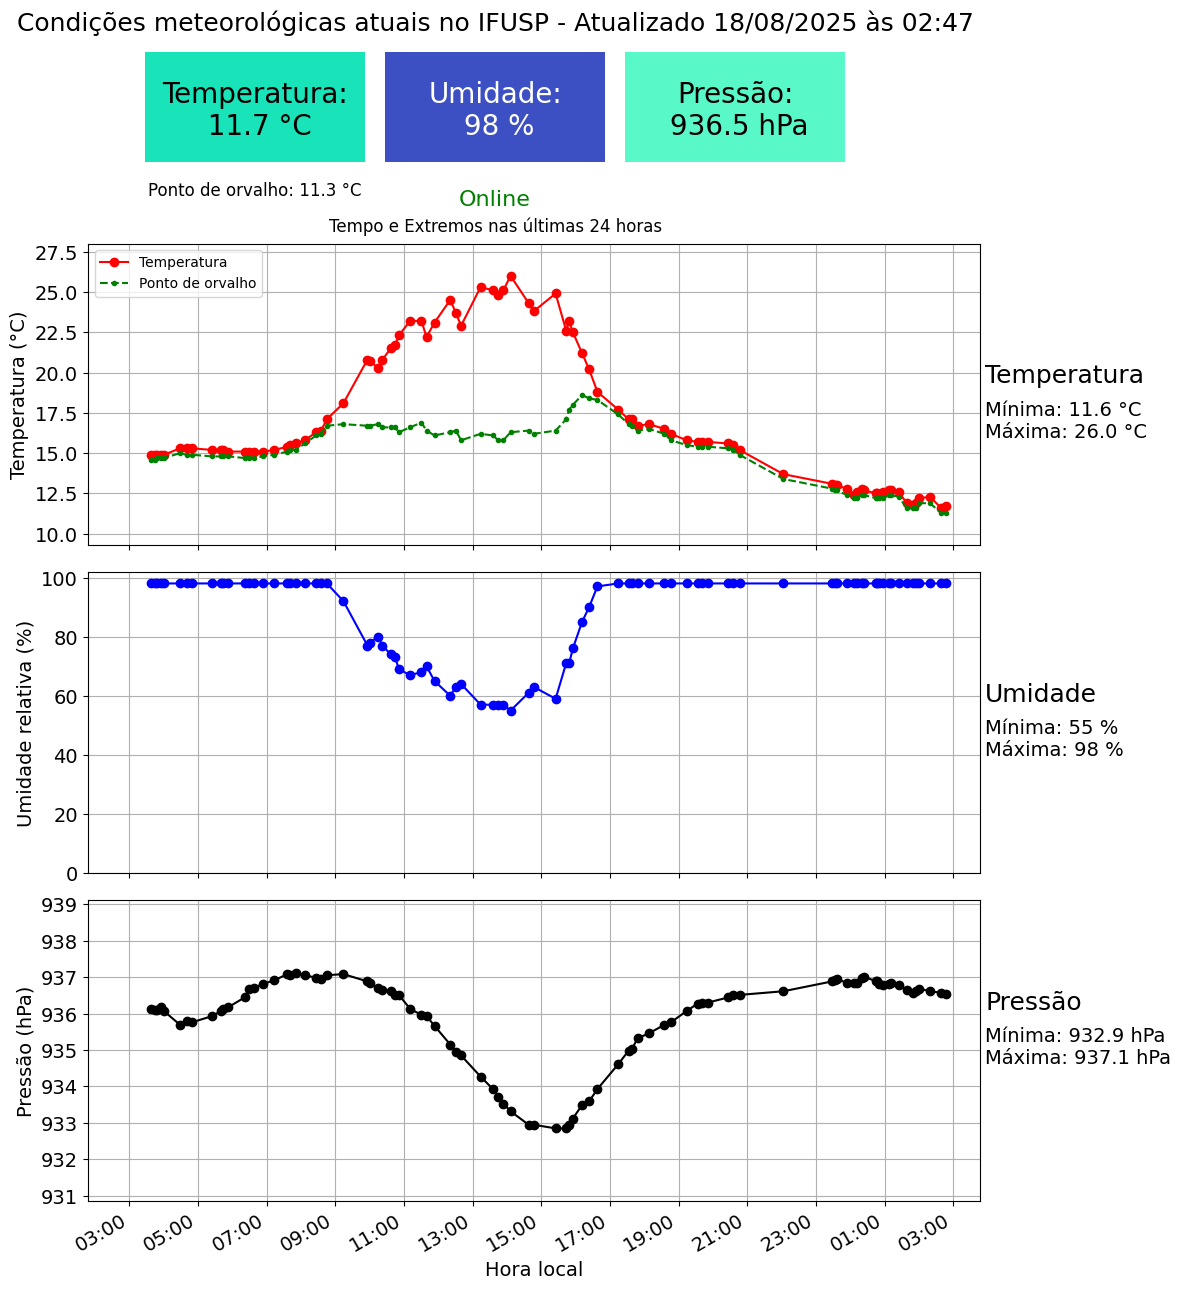 Condições meteorológicas atuais no IFUSP - Atualizado 18/08/2025 às 02:47
Temperatura:
11.7 °C
Umidade:
98 %
Pressão:
936.5 hPa
Ponto de orvalho: 11.3 °C
Online
Tempo e Extremos nas últimas 24 horas
Temperatura (°C)
27.5
25.0
22.5
20.0
17.5
15.0
12.5
10.0
Temperatura
Ponto de orvalho
Temperatura
Mínima: 11.6 °C
Máxima: 26.0 °C
Umidade relativa (%)
100
80
60
40
20
0
Umidade
Mínima: 55 %
Máxima: 98 %
Pressão (hPa)
939
938
937
936
935
934
933
932
931
Pressão
Mínima: 932.9 hPa
Máxima: 937.1 hPa
03:00
05:00
07:00
09:00
11:00
13:00
15:00
17:00
19:00
21:00
23:00
01:00
03:00
Hora local